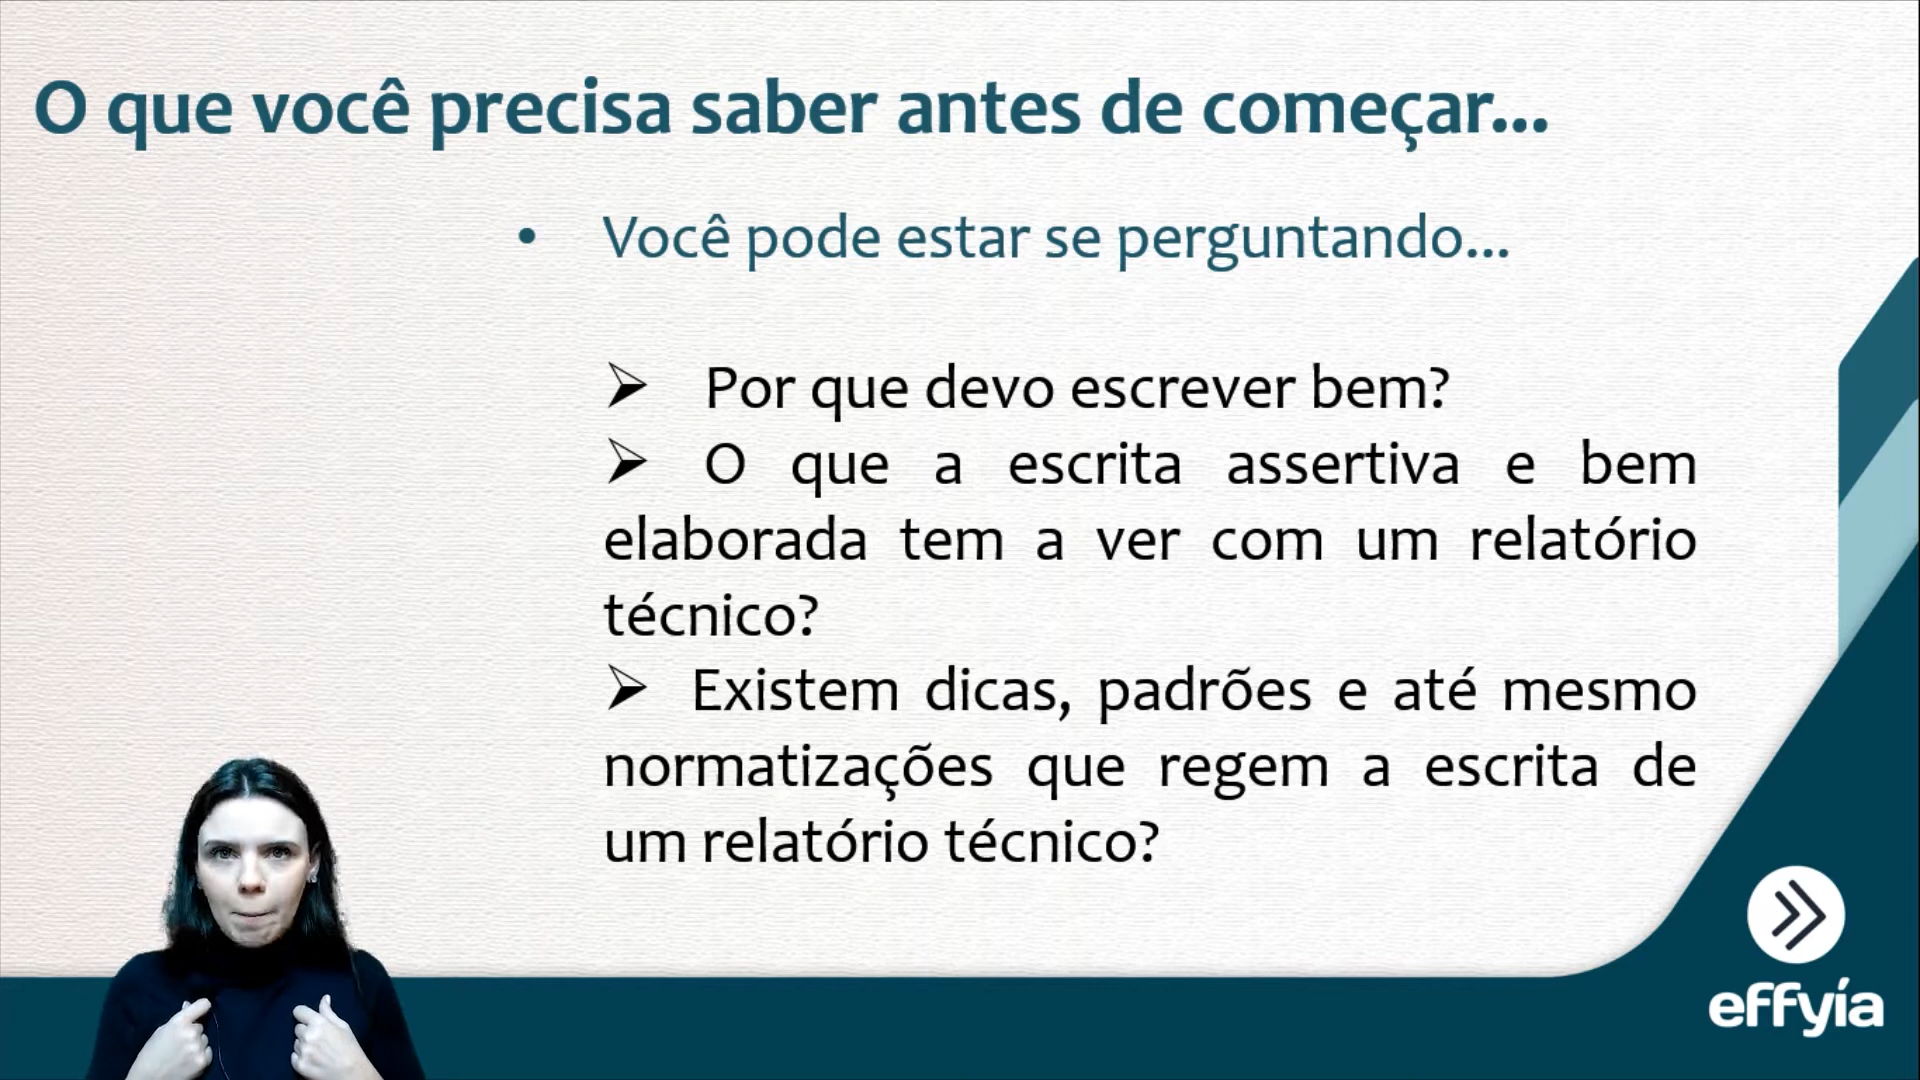 O que você precisa saber antes de começar...
• Você pode estar se perguntando...
➢ Por que devo escrever bem?
➢ O que a escrita assertiva e bem
elaborada tem a ver com um relatório
técnico?
➢ Existem dicas, padrões e até mesmo
normatizações que regem a escrita de
um relatório técnico?
effyía